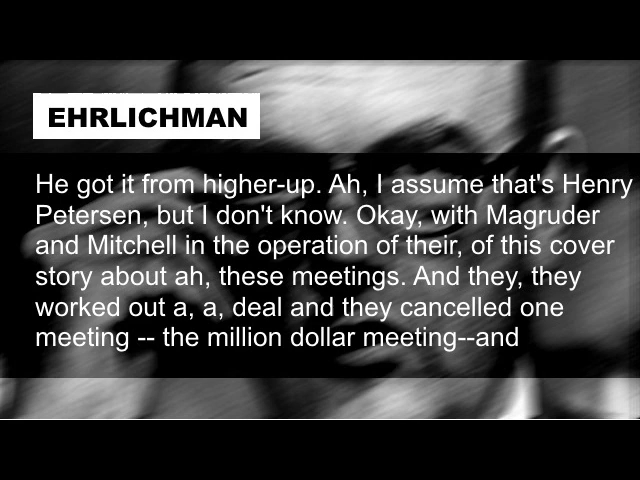 EHRLICHMAN
He got it from higher-up. Ah, I assume that's Henry
Petersen, but I don't know. Okay, with Magruder
and Mitchell in the operation of their, of this cover
story about ah, these meetings. And they, they
worked out a, a, deal and they cancelled one
meeting -- the million dollar meeting--and